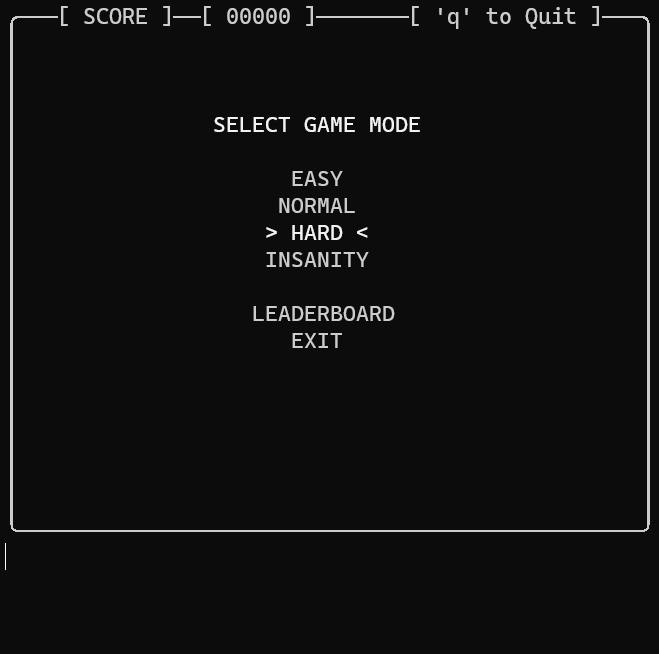 [ SCORE ]─[ 00000 ]───────[ 'q' to Quit ]
SELECT GAME MODE
EASY
NORMAL
> HARD <
INSANITY
LEADERBOARD
EXIT